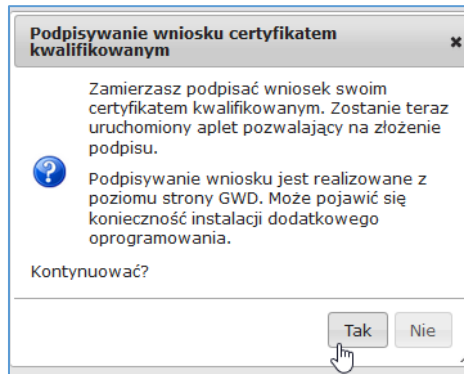 Podpisywanie wniosku certyfikatem
kwalifikowanym
Zamierzasz podpisać wniosek swoim
certyfikatem kwalifikowanym. Zostanie teraz
uruchomiony aplet pozwalający na złożenie
podpisu.
Podpisywanie wniosku jest realizowane z
poziomu strony GWD. Może pojawić się
konieczność instalacji dodatkowego
oprogramowania.
Kontynuować?
Tak Nie